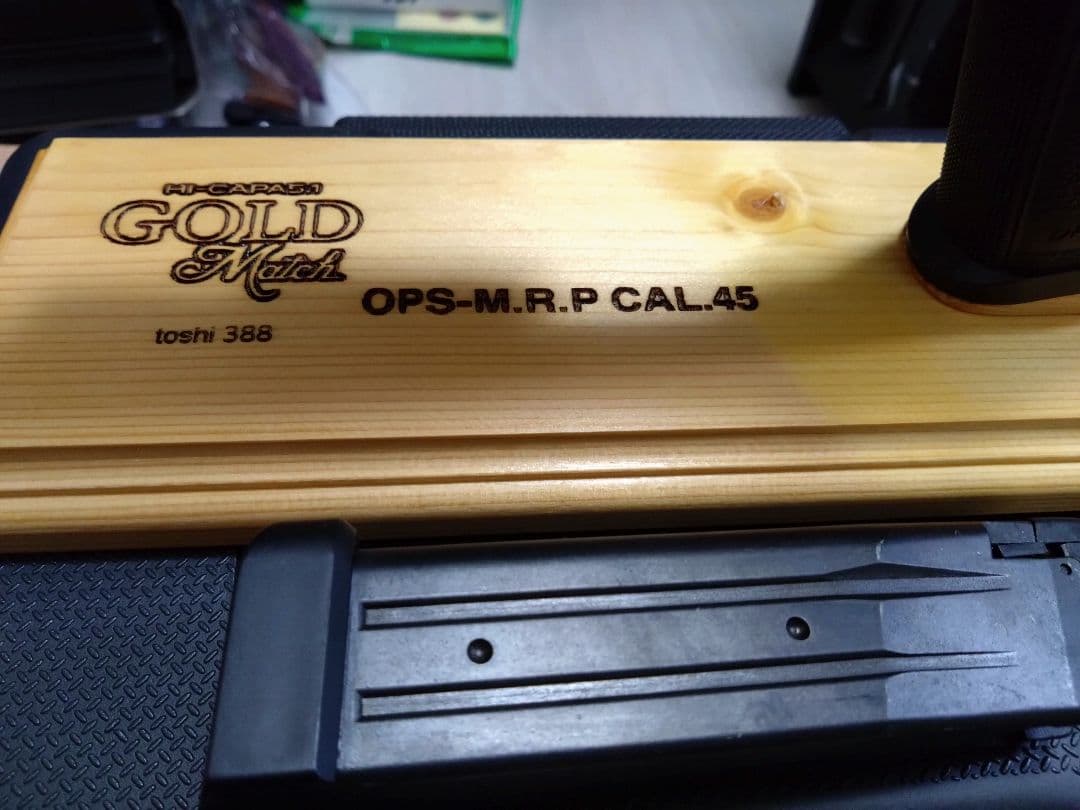 HI-CAPA5.1
GOLD
Match
OPS-M.R.P CAL.45
toshi 388